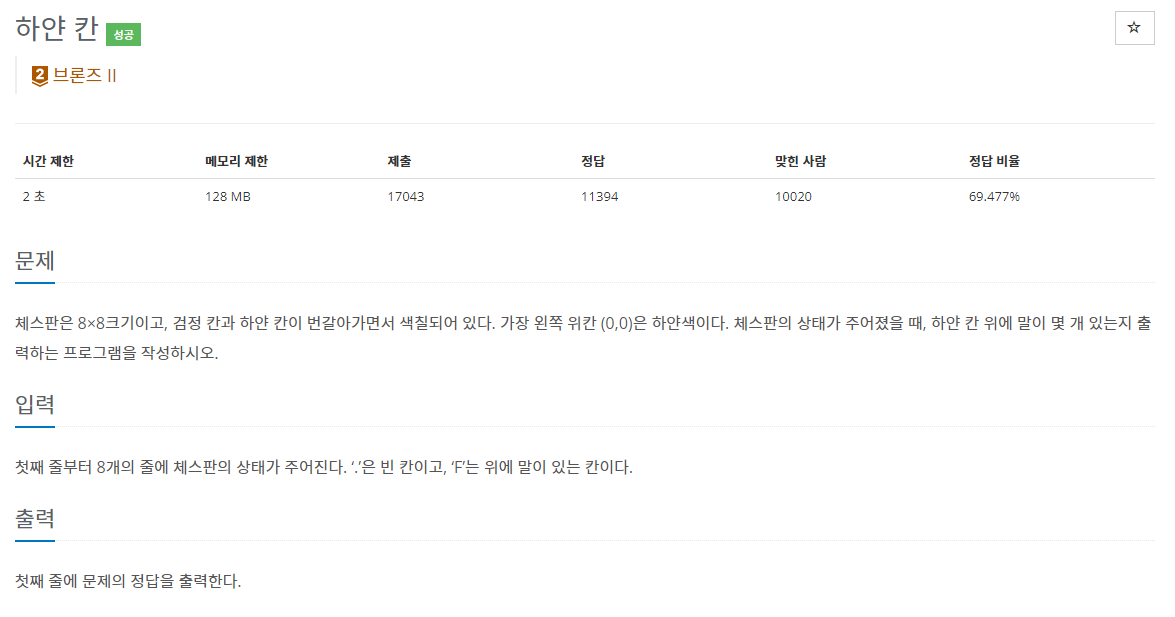 하얀 칸 성공
☆
2 브론즈 II
시간 제한 메모리 제한 제출 정답 맞힌 사람 정답 비율
2 초 128 MB 17043 11394 10020 69.477%
문제
체스판은 8×8크기이고, 검정 칸과 하얀 칸이 번갈아가면서 색칠되어 있다. 가장 왼쪽 위칸 (0,0)은 하얀색이다. 체스판의 상태가 주어졌을 때, 하얀 칸 위에 말이 몇 개 있는지 출
력하는 프로그램을 작성하시오.
입력
첫째 줄부터 8개의 줄에 체스판의 상태가 주어진다. ‘.’은 빈 칸이고, ‘F’는 위에 말이 있는 칸이다.
출력
첫째 줄에 문제의 정답을 출력한다.